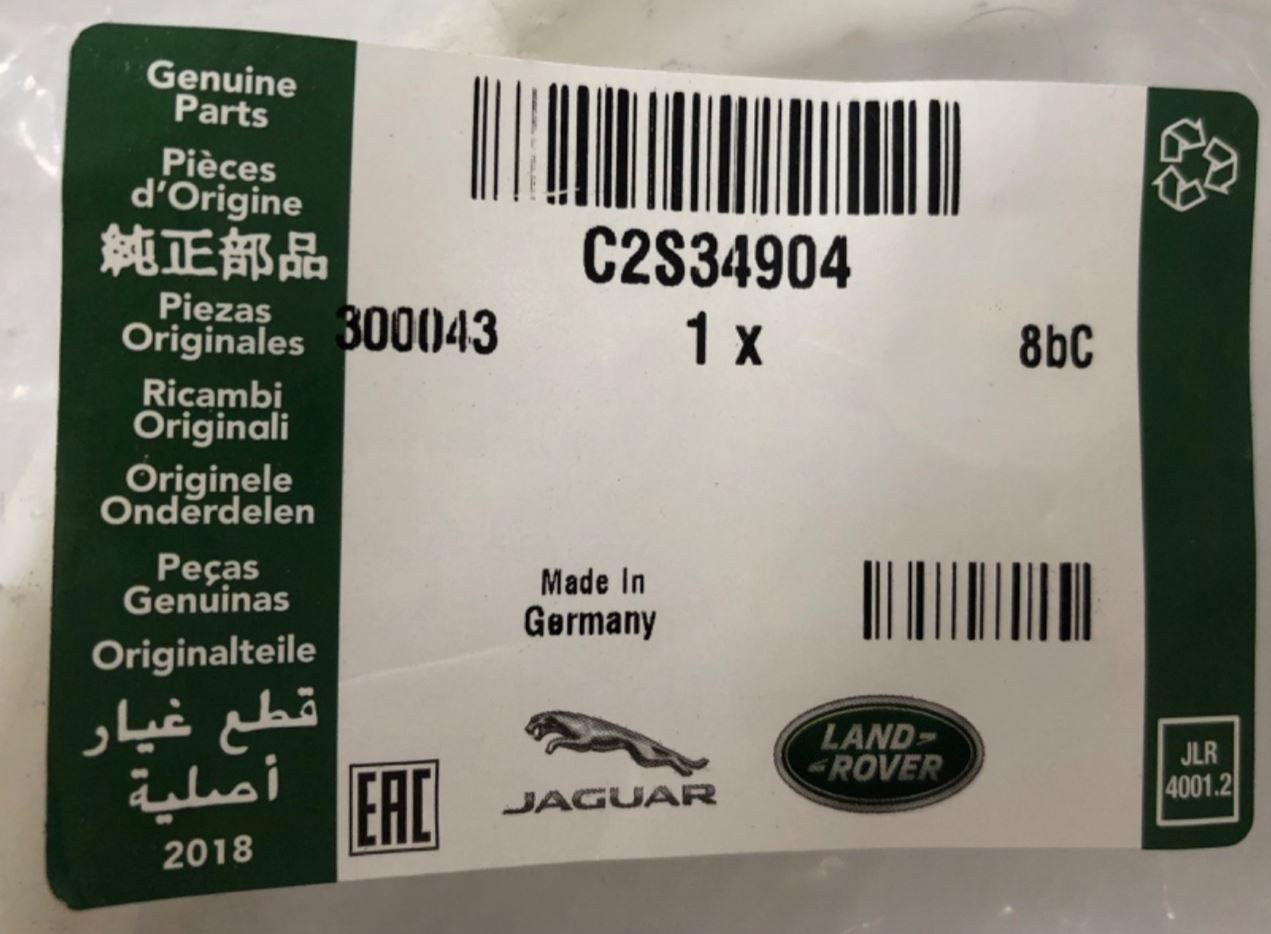 Genuine
Parts
Pièces
d'Origine
純正部品
Piezas
Originales
Ricambi
Originali
Originele
Onderdelen
Peças
Genuinas
Originalteile
قطع غيار
أصلية
2018
C2S34904
300043 1 x 8bC
Made In
Germany
EAC
JAGUAR
LAND-
-ROVER
JLR
4001.2